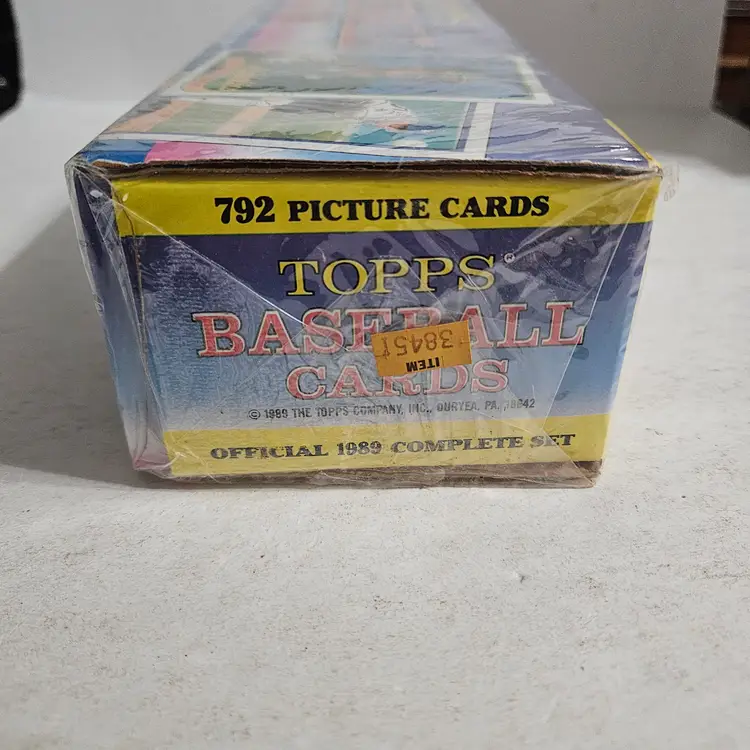 792 PICTURE CARDS
TOPPS®
BASEBALL
CARDS
ITEM
38451
© 1989 THE TOPPS COMPANY, INC., DURYEA, PA. 18642
OFFICIAL 1989 COMPLETE SET